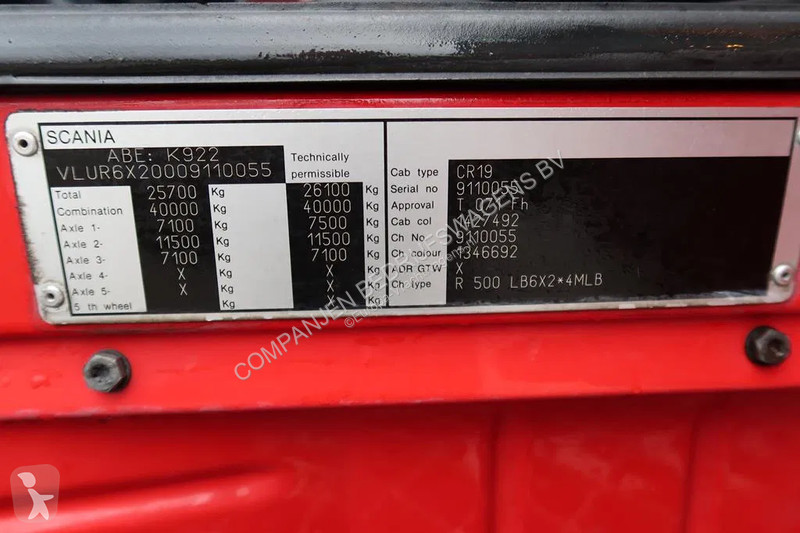 SCANIA
ABE: K922
VLUR6X20009110055
Technically
permissible
Total 25700 Kg 26100 Kg
Combination 40000 Kg 40000 Kg
Axle 1- 7100 Kg 7500 Kg
Axle 2- 11500 Kg 11500 Kg
Axle 3- 7100 Kg 7100 Kg
Axle 4- X Kg X Kg
Axle 5- X Kg X Kg
5 th wheel Kg Kg
Cab type CR19
Serial no 9110055
Approval
Cab col
Ch No 9110055
Ch colour 1346692
ADR GTW X
Ch type R 500 LB6X2*4MLB
COMPANJEN BEDRIJFSWAGENS BV